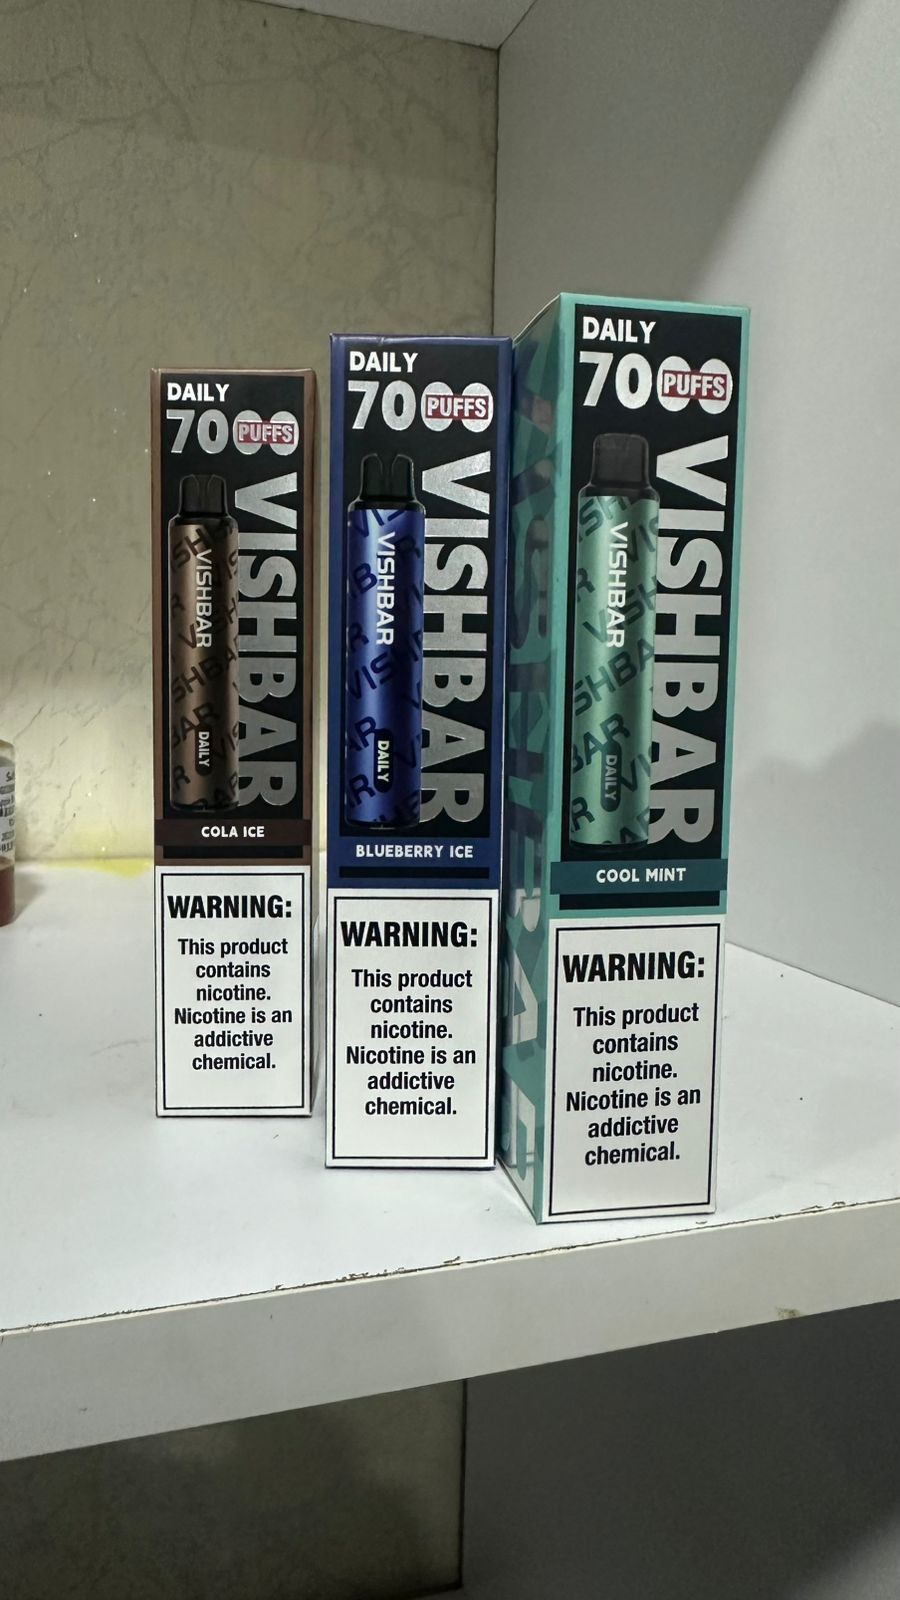 DAILY
7000 PUFFS
VISHBAR
VISHBAR
DAILY
COLA ICE
WARNING:
This product
contains
nicotine.
Nicotine is an
addictive
chemical.
DAILY
7000 PUFFS
VISHBAR
VISHBAR
DAILY
BLUEBERRY ICE
WARNING:
This product
contains
nicotine.
Nicotine is an
addictive
chemical.
DAILY
7000 PUFFS
VISHBAR
VISHBAR
DAILY
COOL MINT
WARNING:
This product
contains
nicotine.
Nicotine is an
addictive
chemical.